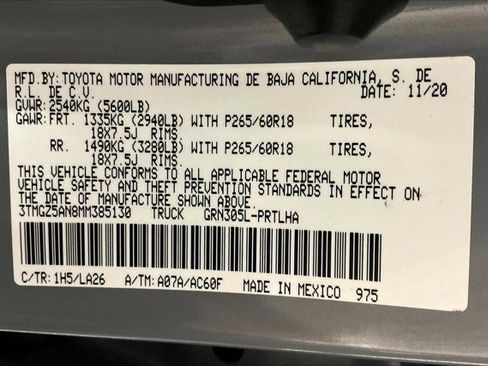 MFD.BY:TOYOTA MOTOR MANUFACTURING DE BAJA CALIFORNIA, S. DE
R.L. DE C.V. DATE: 11/20
GVWR:2540KG (5600LB)
GAWR:FRT. 1335KG (2940LB) WITH P265/60R18 TIRES,
18X7.5J RIMS.
RR. 1490KG (3280LB) WITH P265/60R18 TIRES,
18X7.5J RIMS.
THIS VEHICLE CONFORMS TO ALL APPLICABLE FEDERAL MOTOR
VEHICLE SAFETY AND THEFT PREVENTION STANDARDS IN EFFECT ON
THE DATE OF MANUFACTURE SHOWN ABOVE.
3TMGZ5AN8MM385130 TRUCK GRN305L-PRTLHA
C/TR:1H5/LA26 A/TM:A07A/AC60F MADE IN MEXICO 975